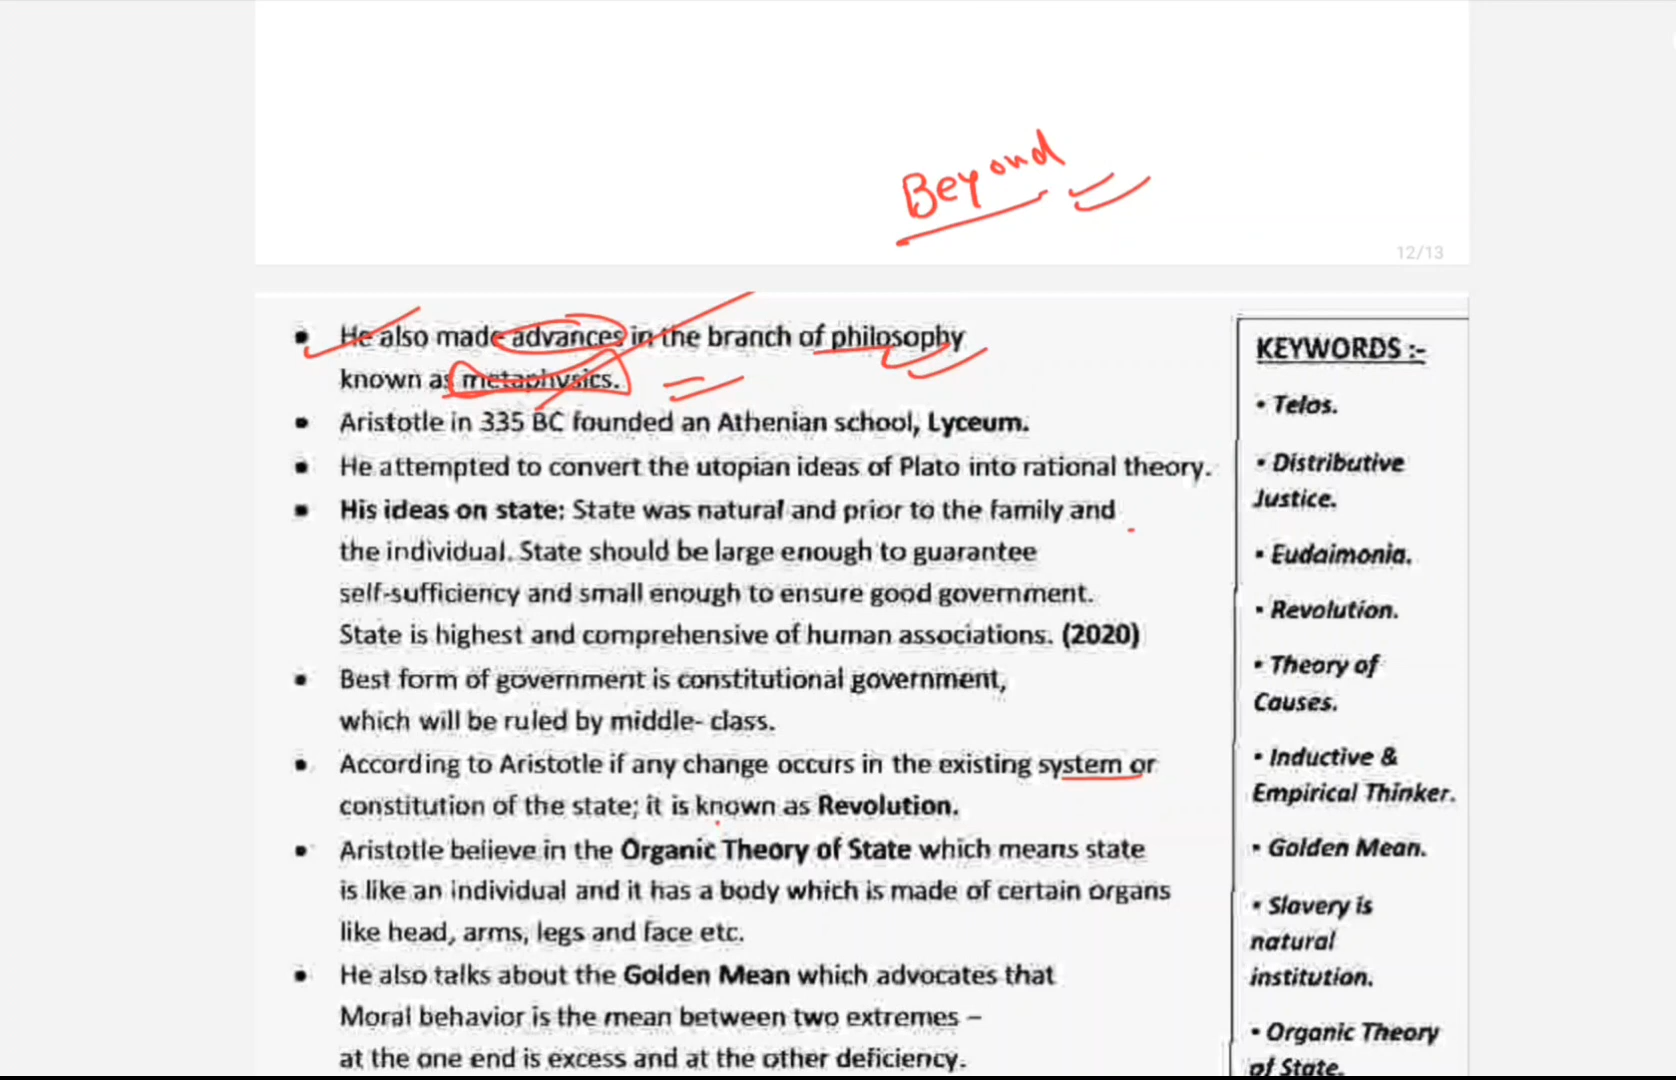 Beyond
12/13
• He also made advances in the branch of philosophy
known as metaphysics.
• Aristotle in 335 BC founded an Athenian school, Lyceum.
• He attempted to convert the utopian ideas of Plato into rational theory.
• His ideas on state: State was natural and prior to the family and
the individual. State should be large enough to guarantee
self-sufficiency and small enough to ensure good government.
State is highest and comprehensive of human associations. (2020)
• Best form of government is constitutional government,
which will be ruled by middle- class.
• According to Aristotle if any change occurs in the existing system or
constitution of the state; it is known as Revolution.
• Aristotle believe in the Organic Theory of State which means state
is like an individual and it has a body which is made of certain organs
like head, arms, legs and face etc.
• He also talks about the Golden Mean which advocates that
Moral behavior is the mean between two extremes –
at the one end is excess and at the other deficiency.
KEYWORDS :-
• Telos.
• Distributive
Justice.
• Eudaimonia.
• Revolution.
• Theory of
Causes.
• Inductive &
Empirical Thinker.
• Golden Mean.
• Slavery is
natural
institution.
• Organic Theory
of State.